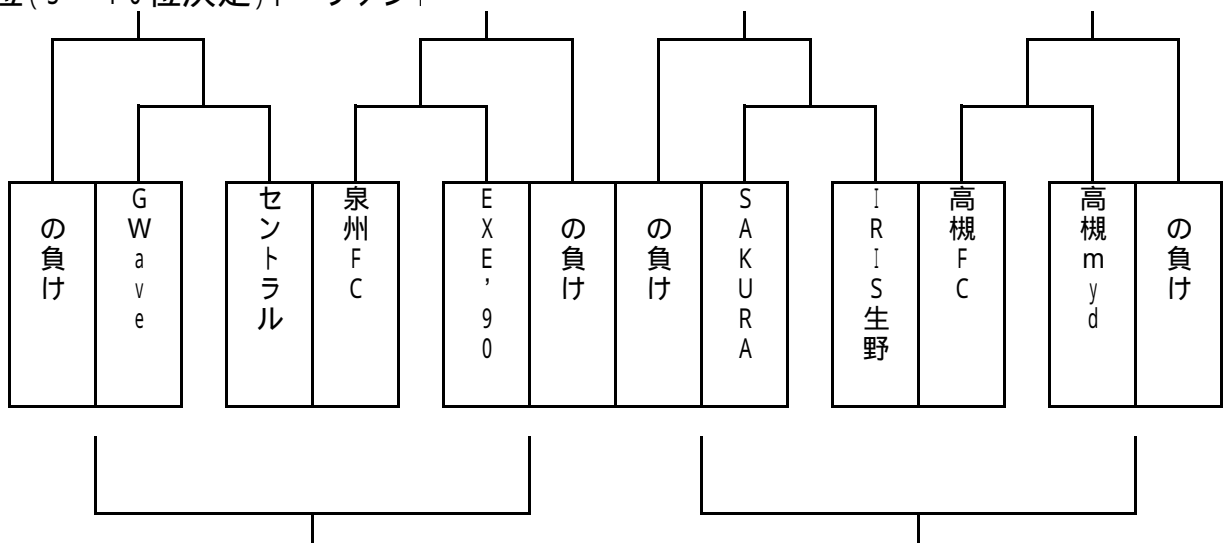 の負け
GWave
セントラル
泉州FC
EXE’90
の負け
の負け
SAKURA
IRIS生野
高槻FC
高槻myd
の負け